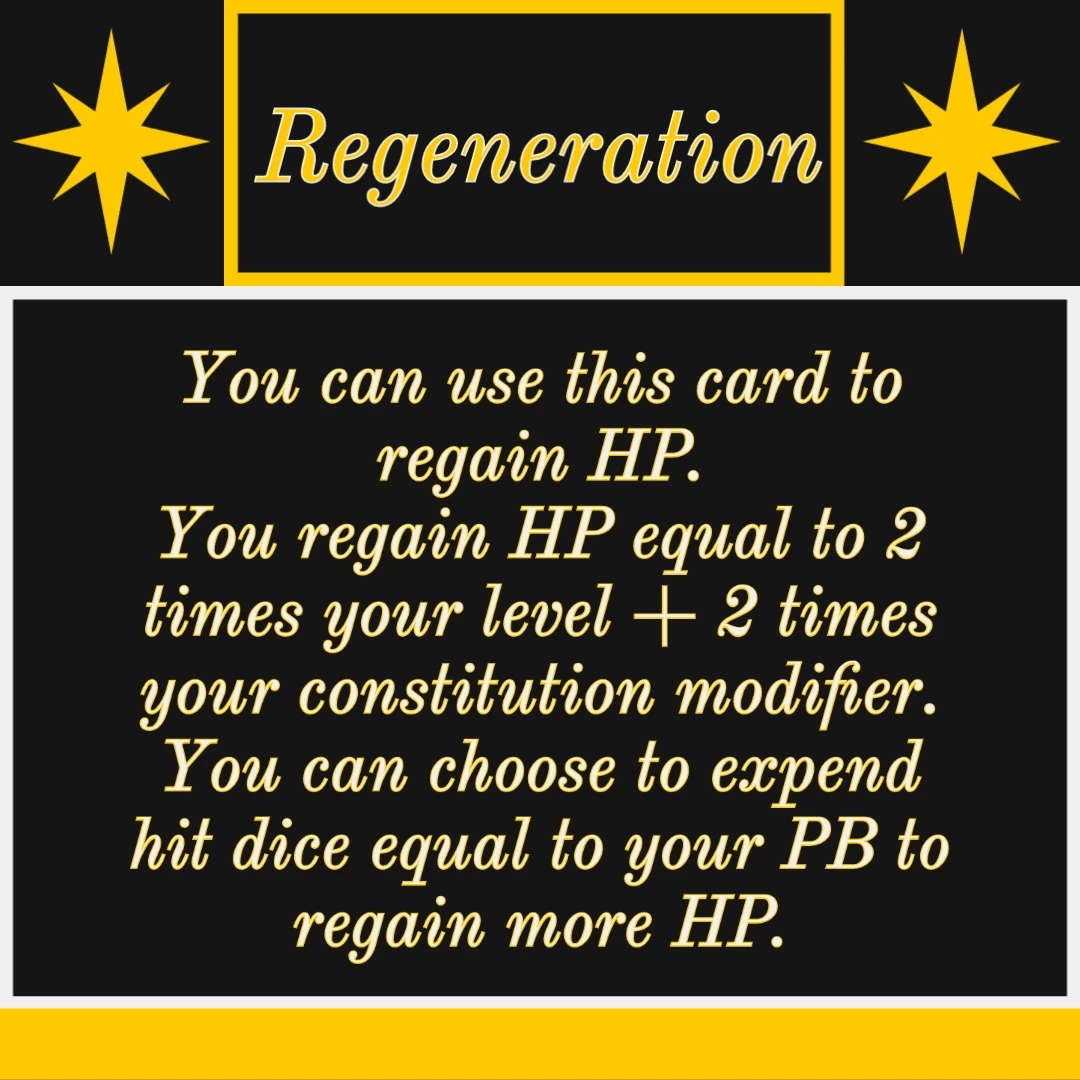 Regeneration
You can use this card to
regain HP.
You regain HP equal to 2
times your level + 2 times
your constitution modifier.
You can choose to expend
hit dice equal to your PB to
regain more HP.